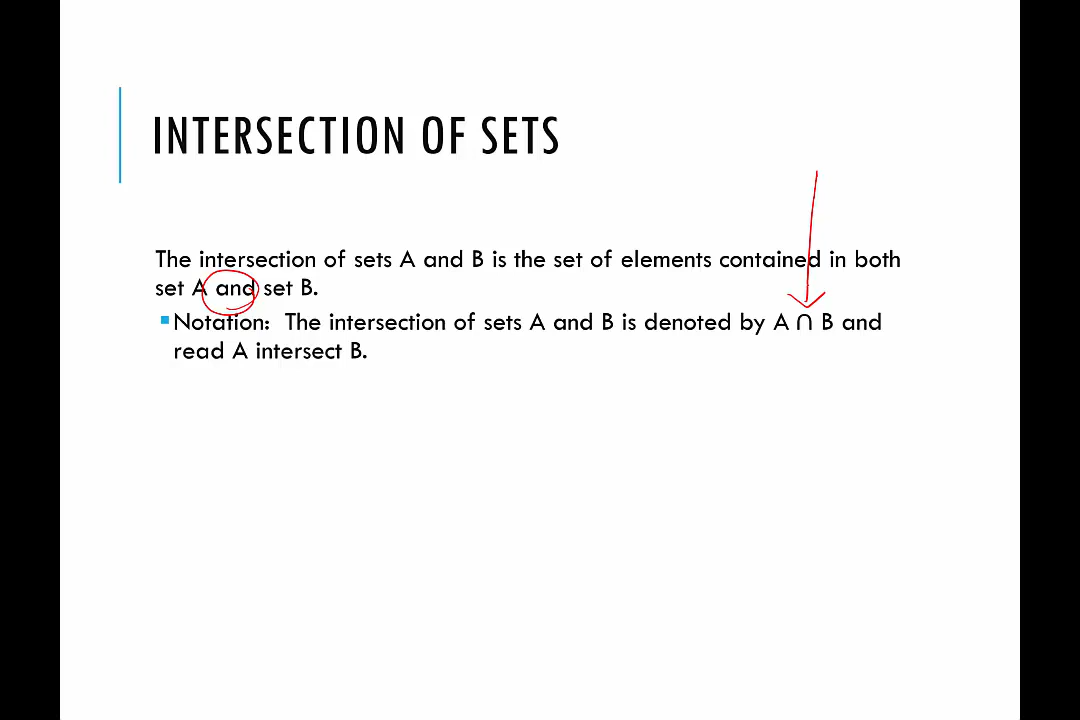 INTERSECTION OF SETS
The intersection of sets A and B is the set of elements contained in both
set A and set B.
▪Notation:  The intersection of sets A and B is denoted by A ∩ B and
read A intersect B.